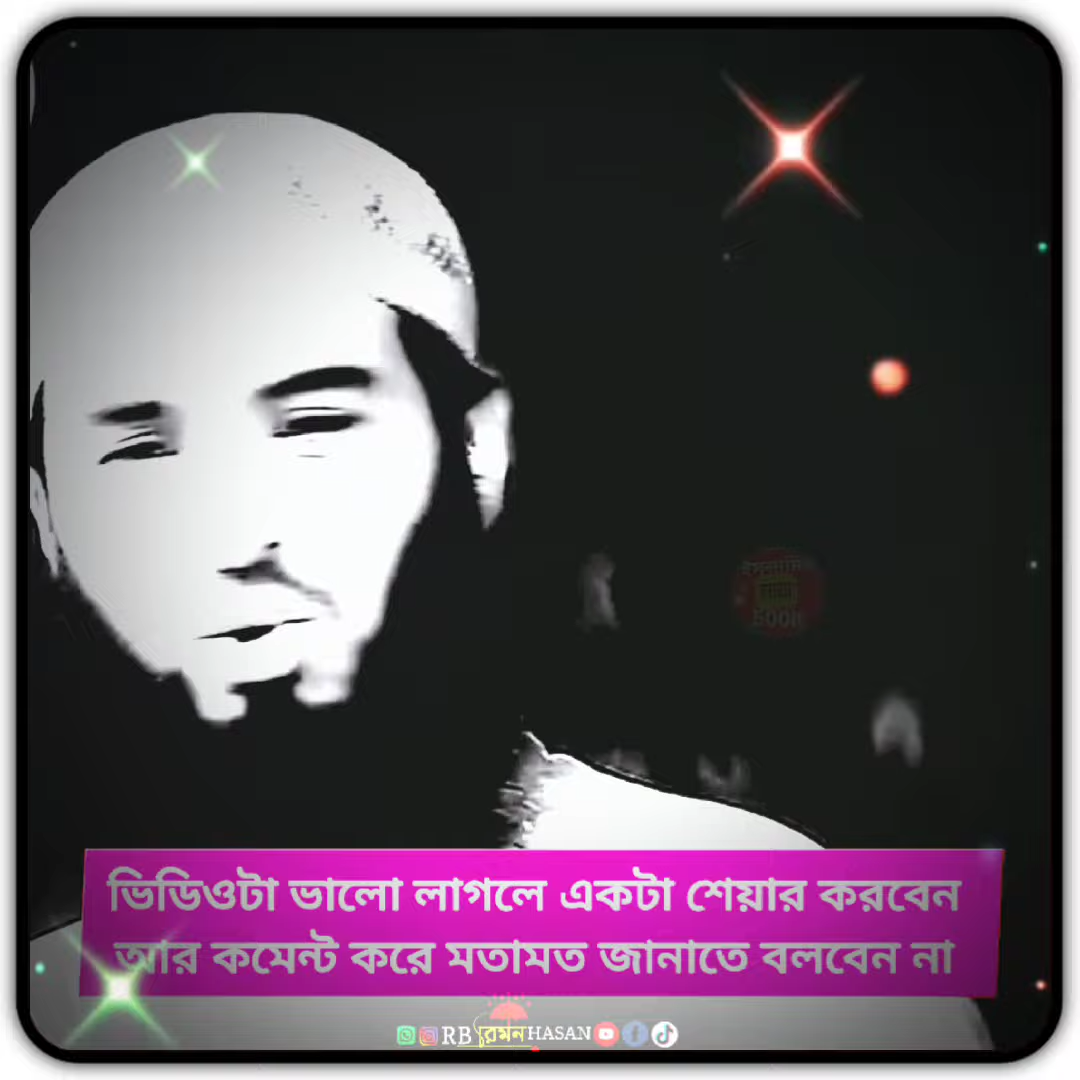 ভিডিওটা ভালো লাগলে একটা শেয়ার করবেন
আর কমেন্ট করে মতামত জানাতে বলবেন না
RB রিমন HASAN